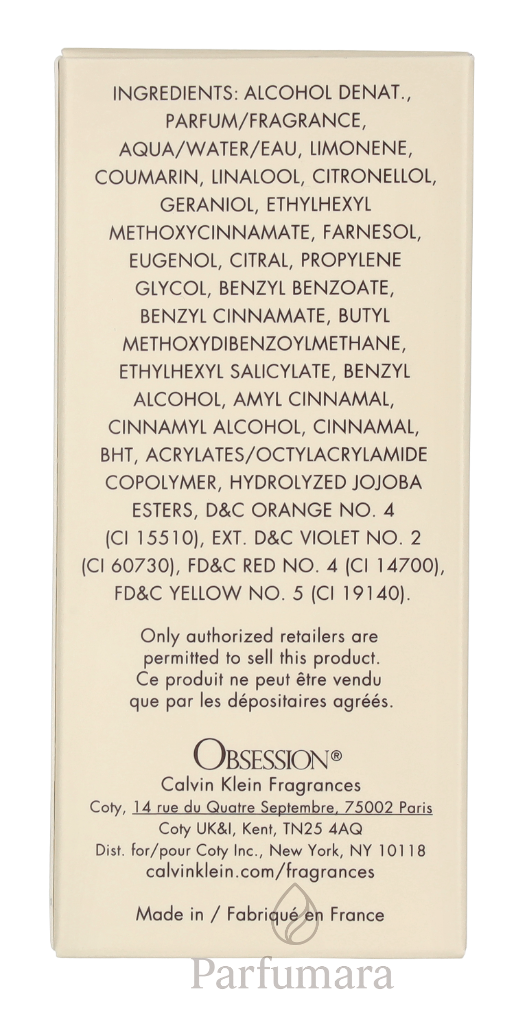 INGREDIENTS: ALCOHOL DENAT.,
PARFUM/FRAGRANCE,
AQUA/WATER/EAU, LIMONENE,
COUMARIN, LINALOOL, CITRONELLOL,
GERANIOL, ETHYLHEXYL
METHOXYCINNAMATE, FARNESOL,
EUGENOL, CITRAL, PROPYLENE
GLYCOL, BENZYL BENZOATE,
BENZYL CINNAMATE, BUTYL
METHOXYDIBENZOYLMETHANE,
ETHYLHEXYL SALICYLATE, BENZYL
ALCOHOL, AMYL CINNAMAL,
CINNAMYL ALCOHOL, CINNAMAL,
BHT, ACRYLATES/OCTYLACRYLAMIDE
COPOLYMER, HYDROLYZED JOJOBA
ESTERS, D&C ORANGE NO. 4
(CI 15510), EXT. D&C VIOLET NO. 2
(CI 60730), FD&C RED NO. 4 (CI 14700),
FD&C YELLOW NO. 5 (CI 19140).
Only authorized retailers are
permitted to sell this product.
Ce produit ne peut être vendu
que par les dépositaires agréés.
OBSESSION®
Calvin Klein Fragrances
Coty, 14 rue du Quatre Septembre, 75002 Paris
Coty UK&I, Kent, TN25 4AQ
Dist. for/pour Coty Inc., New York, NY 10118
calvinklein.com/fragrances
Made in / Fabriqué en France
Parfumara